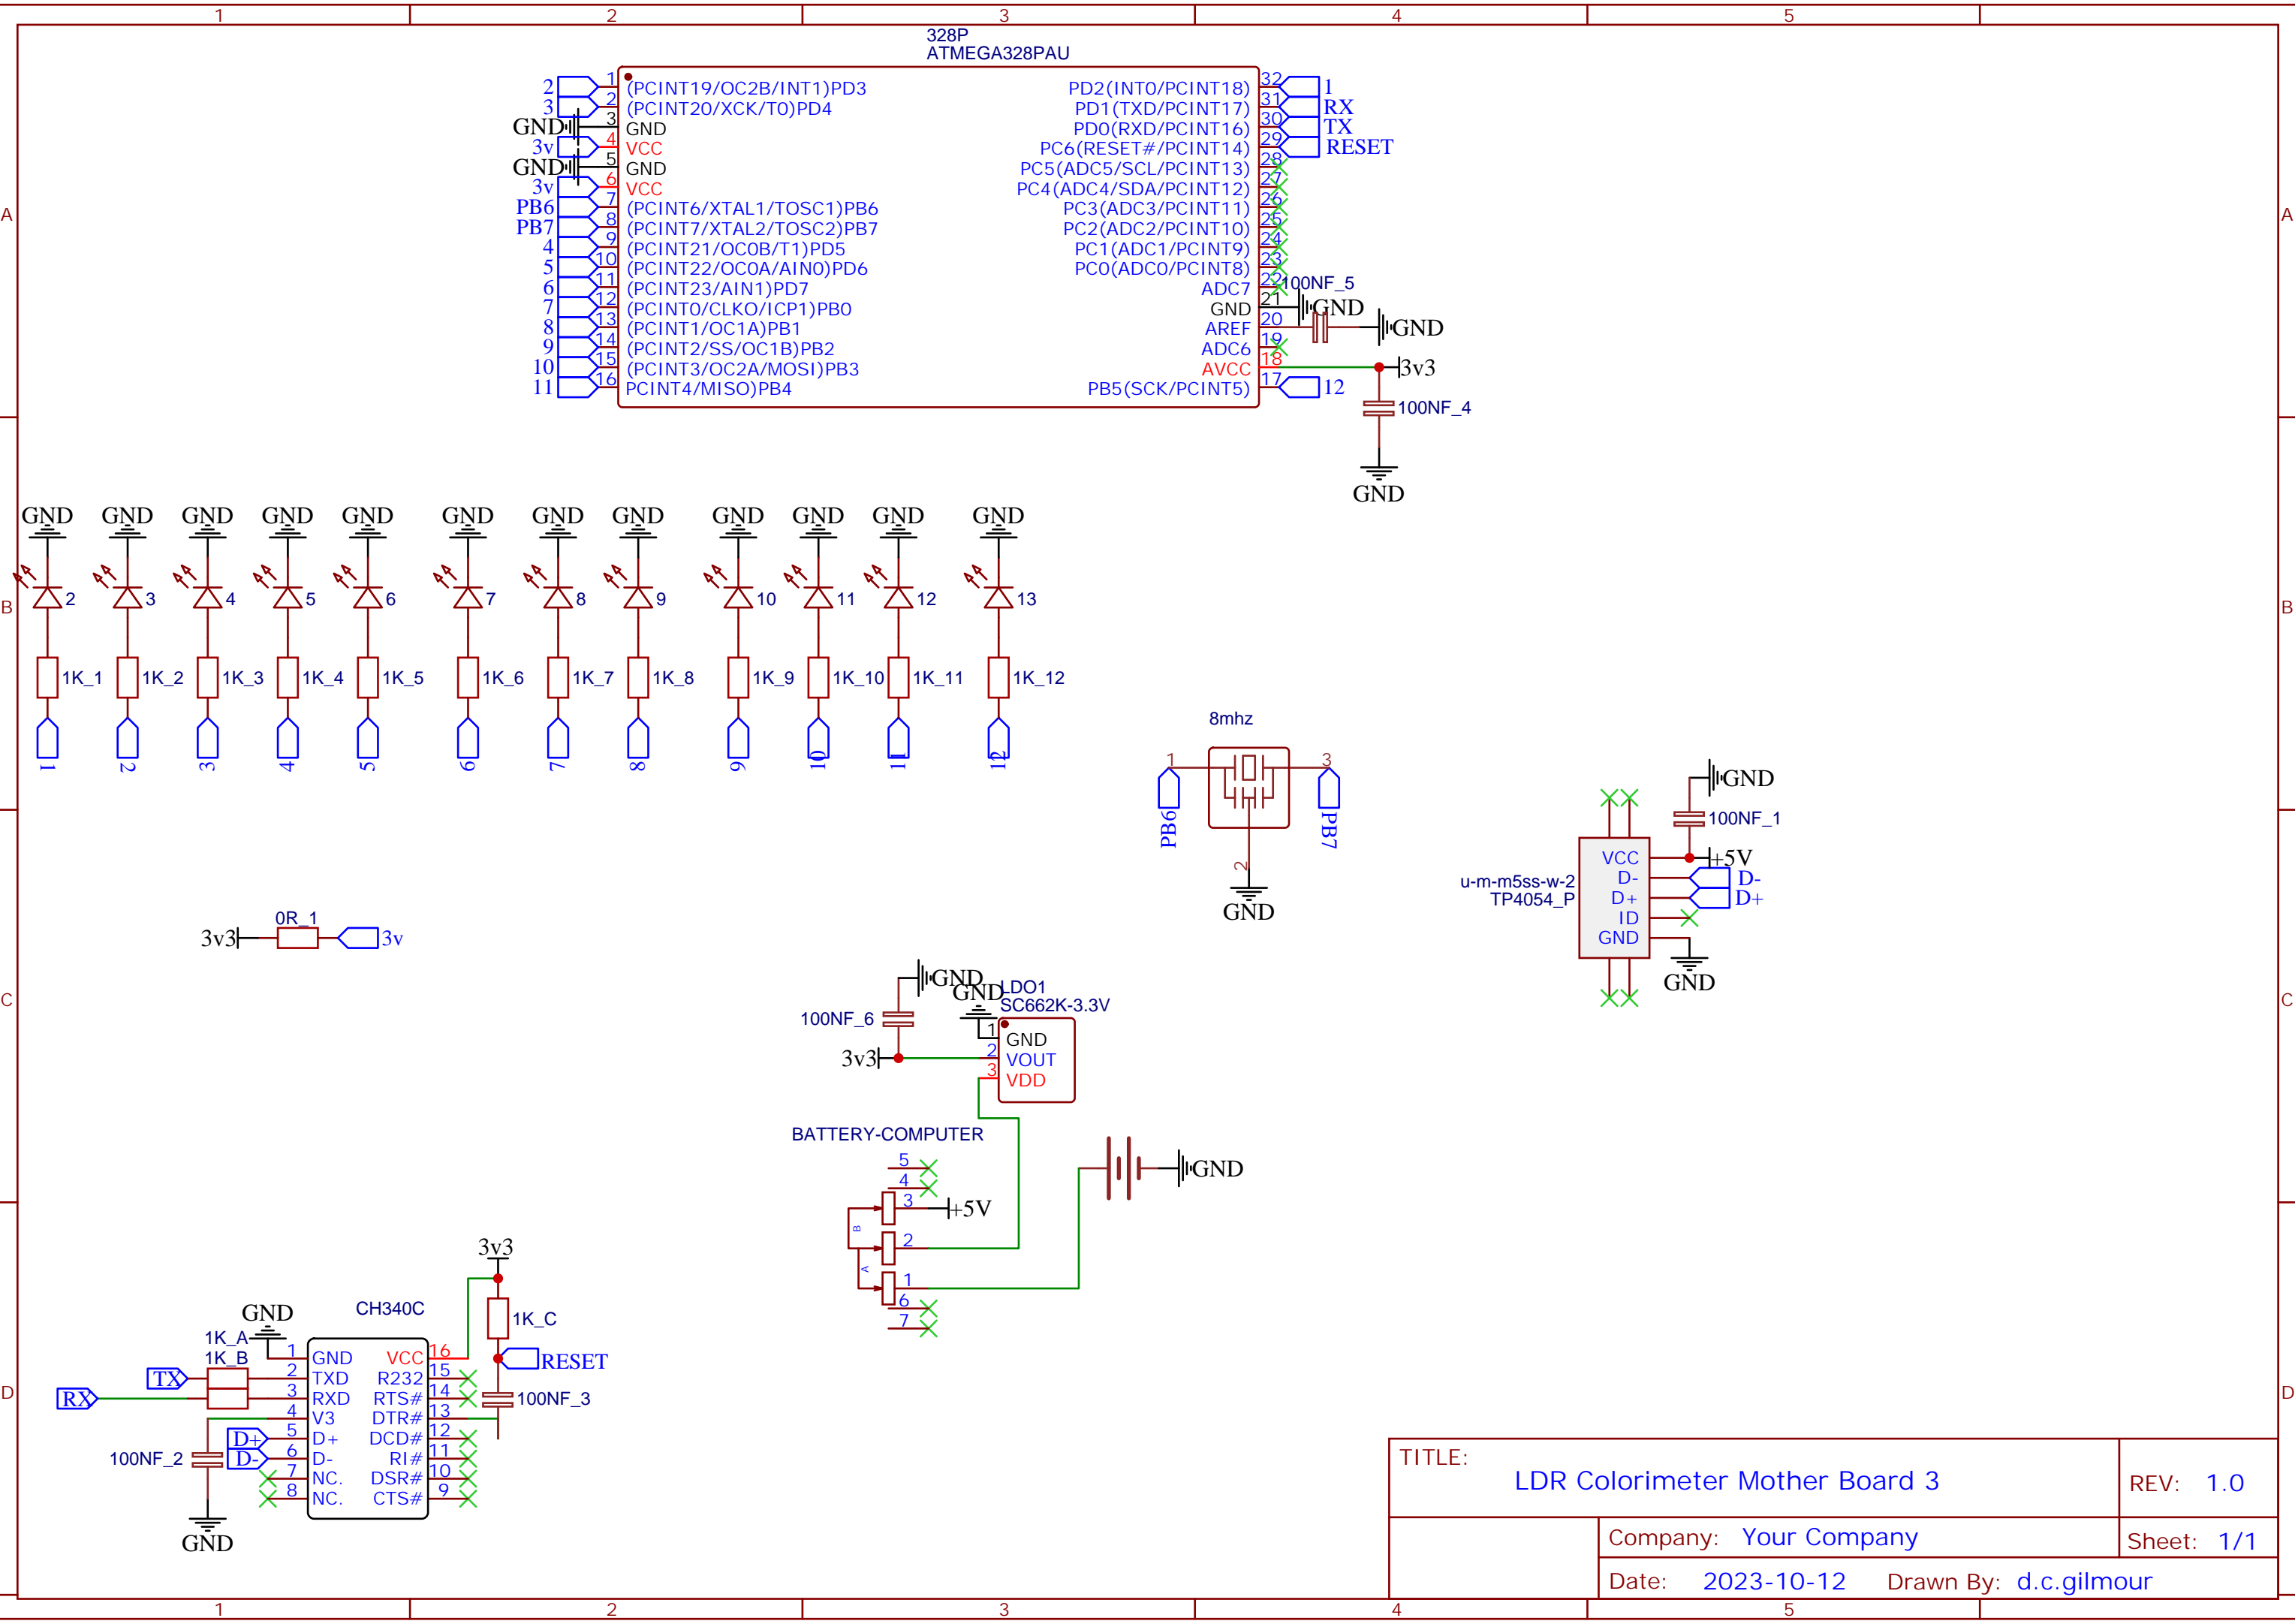 1 2 3 4 5
328P
ATMEGA328PAU
2 1 (PCINT19/OC2B/INT1)PD3 PD2(INT0/PCINT18) 32 1
3 2 (PCINT20/XCK/T0)PD4 PD1(TXD/PCINT17) 31 RX
GND 3 GND PD0(RXD/PCINT16) 30 TX
3v 4 VCC PC6(RESET#/PCINT14) 29 RESET
GND 5 GND PC5(ADC5/SCL/PCINT13) 28
3v 6 VCC PC4(ADC4/SDA/PCINT12) 27
PB6 7 (PCINT6/XTAL1/TOSC1)PB6 PC3(ADC3/PCINT11) 26
PB7 8 (PCINT7/XTAL2/TOSC2)PB7 PC2(ADC2/PCINT10) 25
4 9 (PCINT21/OC0B/T1)PD5 PC1(ADC1/PCINT9) 24
5 10 (PCINT22/OC0A/AIN0)PD6 PC0(ADC0/PCINT8) 23
6 11 (PCINT23/AIN1)PD7 ADC7 22 100NF_5
7 12 (PCINT0/CLKO/ICP1)PB0 GND 21 GND
8 13 (PCINT1/OC1A)PB1 AREF 20 GND
9 14 (PCINT2/SS/OC1B)PB2 ADC6 19
10 15 (PCINT3/OC2A/MOSI)PB3 AVCC 18 3v3
11 16 PCINT4/MISO)PB4 PB5(SCK/PCINT5) 17 12
100NF_4
GND
A A
GND GND GND GND GND GND GND GND GND GND GND GND
2 3 4 5 6 7 8 9 10 11 12 13
B B
1K_1 1K_2 1K_3 1K_4 1K_5 1K_6 1K_7 1K_8 1K_9 1K_10 1K_11 1K_12
1 2 3 4 5 6 7 8 9 10 11 12
8mhz
1 3
PB6 PB7
2
GND
GND
100NF_1
VCC +5V
u-m-m5ss-w-2 D- D-
TP4054_P D+ D+
ID
GND
GND
0R_1
3v3 3v
C C
GND
GND LDO1
SC662K-3.3V
100NF_6
1 GND
3v3 2 VOUT
3 VDD
BATTERY-COMPUTER
5
4
3 +5V
B
2
A
1
6
7
GND
3v3
CH340C
1K_C
GND
1K_A
1K_B
1 GND VCC 16 RESET
TX 2 TXD R232 15
RX 3 RXD RTS# 14 100NF_3
4 V3 DTR# 13
D+ 5 D+ DCD# 12
100NF_2 D- 6 D- RI# 11
7 NC. DSR# 10
8 NC. CTS# 9
GND
D D
TITLE:
LDR Colorimeter Mother Board 3
REV: 1.0
Company: Your Company
Sheet: 1/1
Date: 2023-10-12 Drawn By: d.c.gilmour
1 2 3 4 5